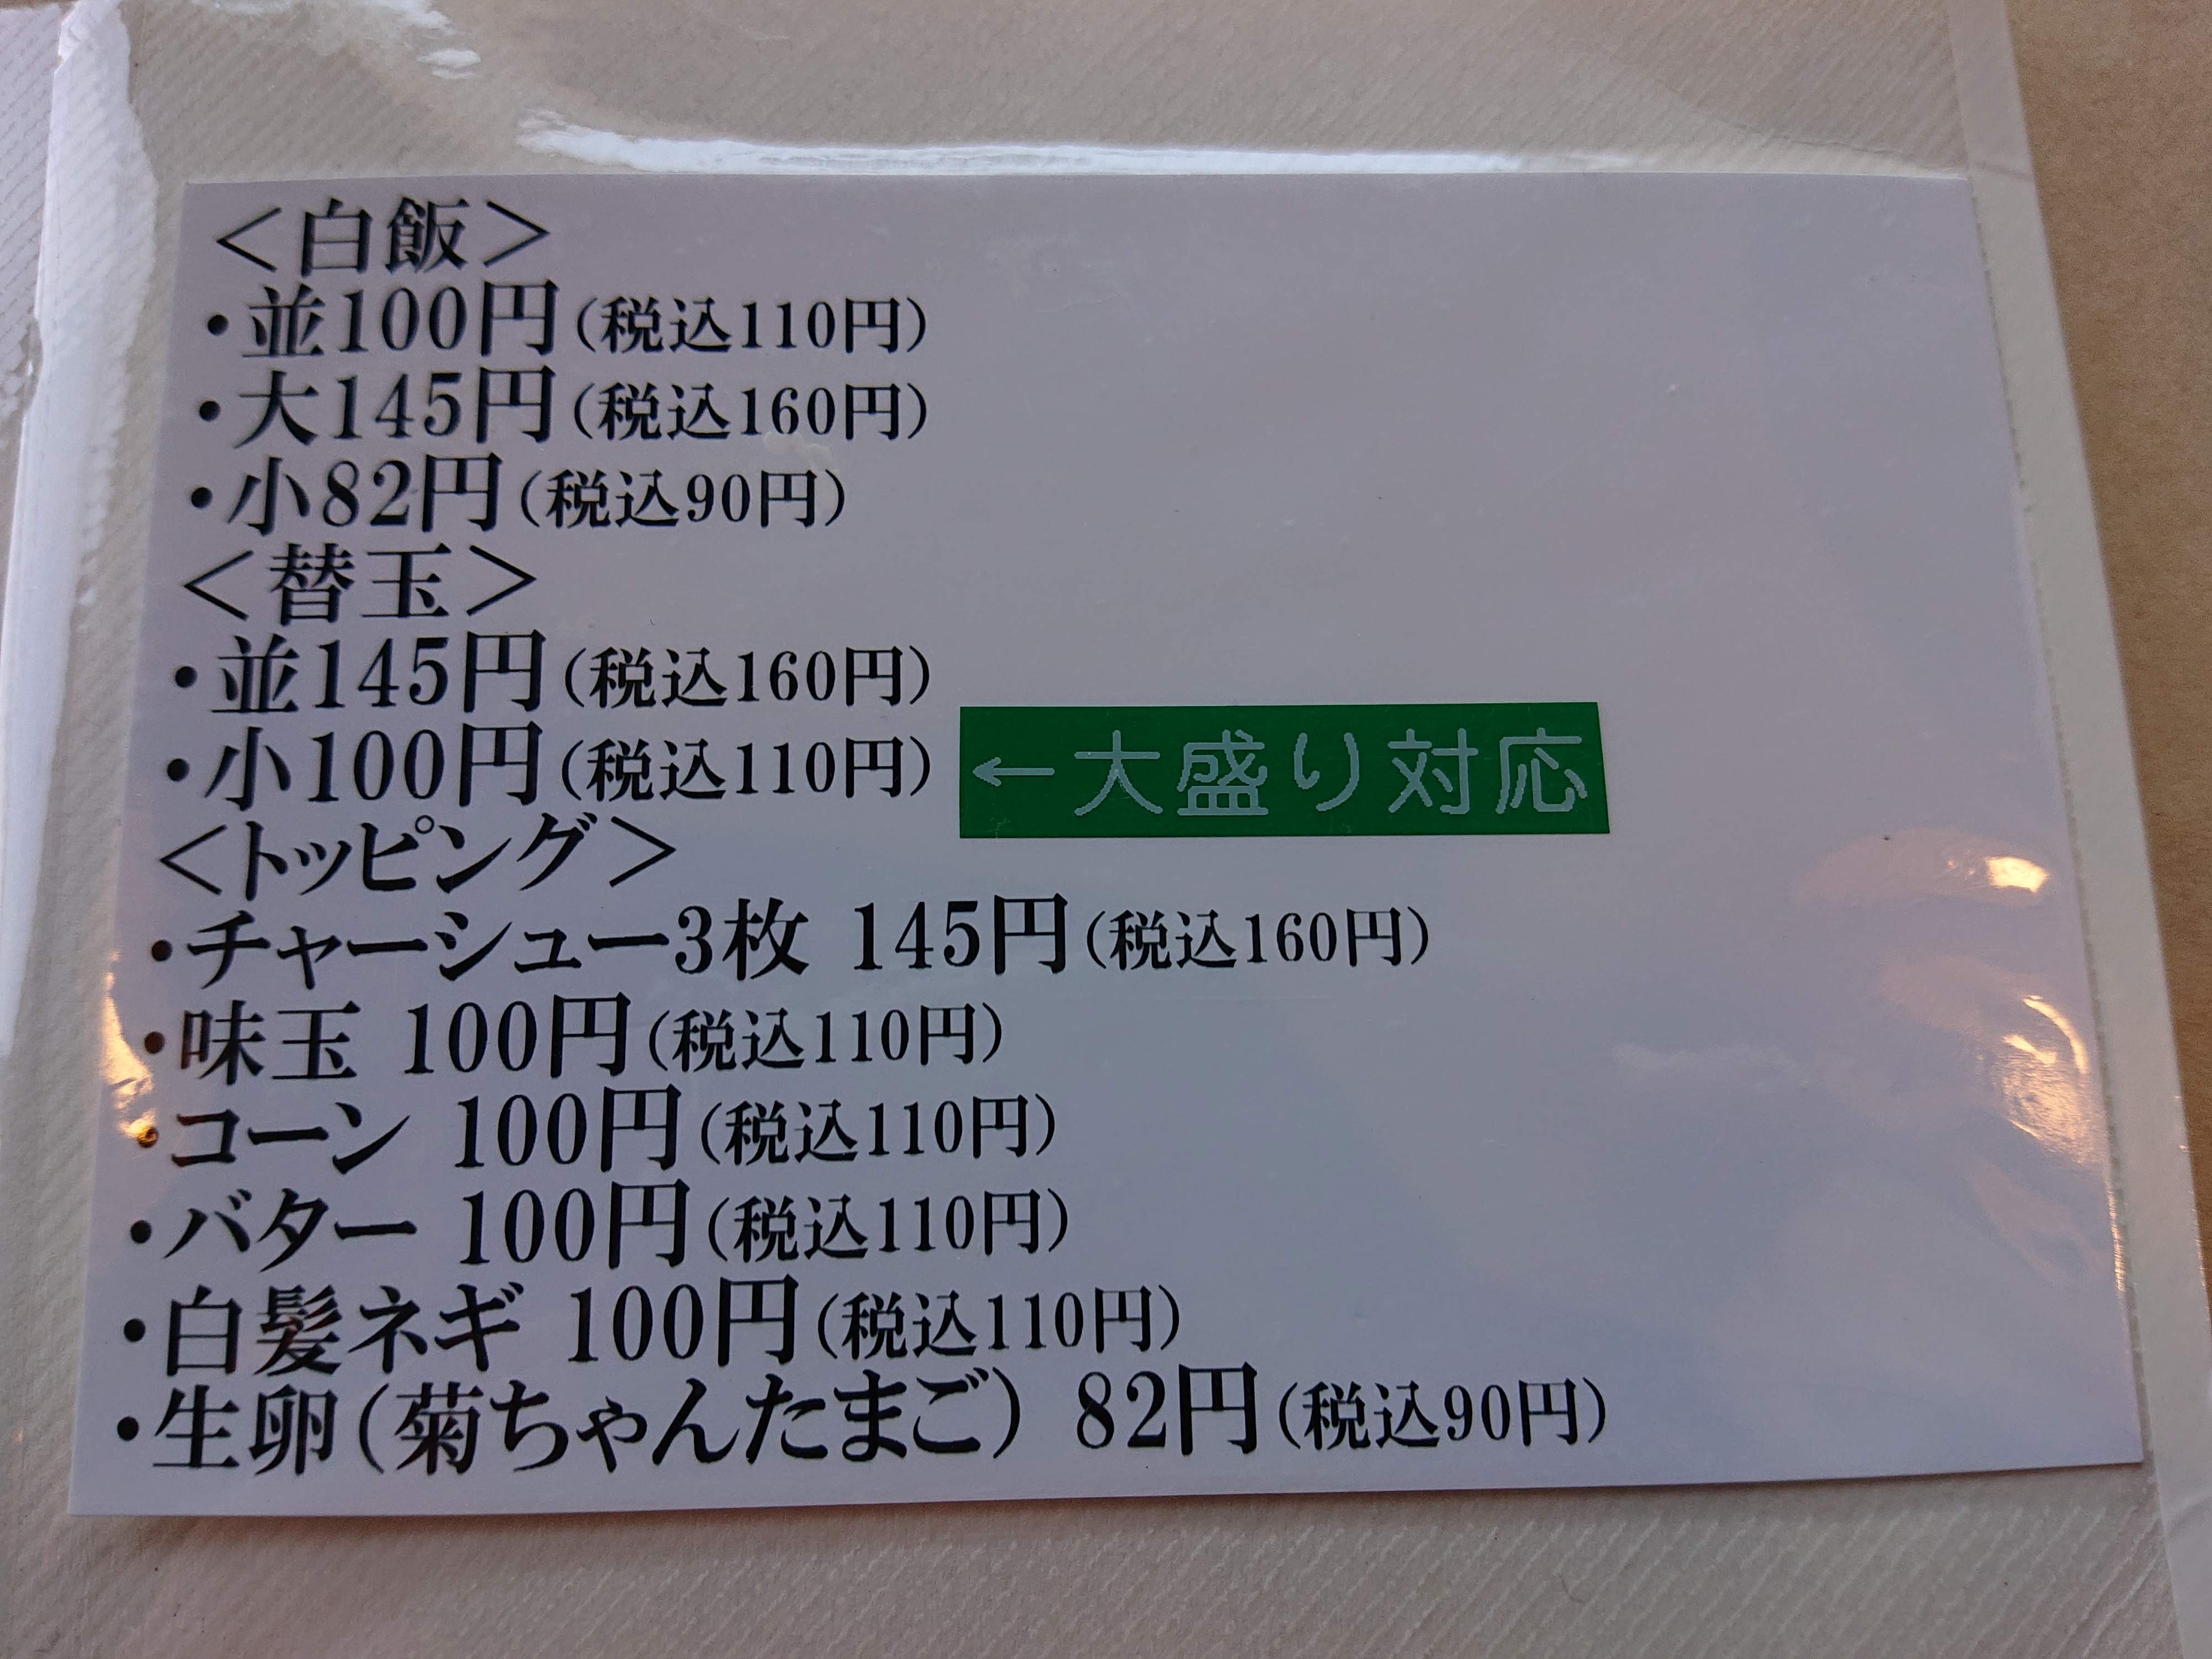 ＜白飯＞
・並100円(税込110円)
・大145円(税込160円)
・小82円(税込90円)
＜替玉＞
・並145円(税込160円)
・小100円(税込110円) ←大盛り対応
＜トッピング＞
・チャーシュー3枚 145円(税込160円)
・味玉 100円(税込110円)
・コーン 100円(税込110円)
・バター 100円(税込110円)
・白髪ネギ 100円(税込110円)
・生卵(菊ちゃんたまご) 82円(税込90円)